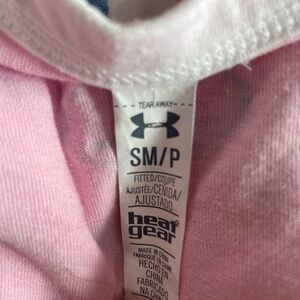 TEAR AWAY
SM/P
FITTED/COUPE
AJUSTÉE/CEÑIDA/
AJUSTADO
heat
gear®
MADE IN CHINA
FABRIQUÉ EN CHINE
HECHO EN
CHINA
FABRICADO
NA CHINA